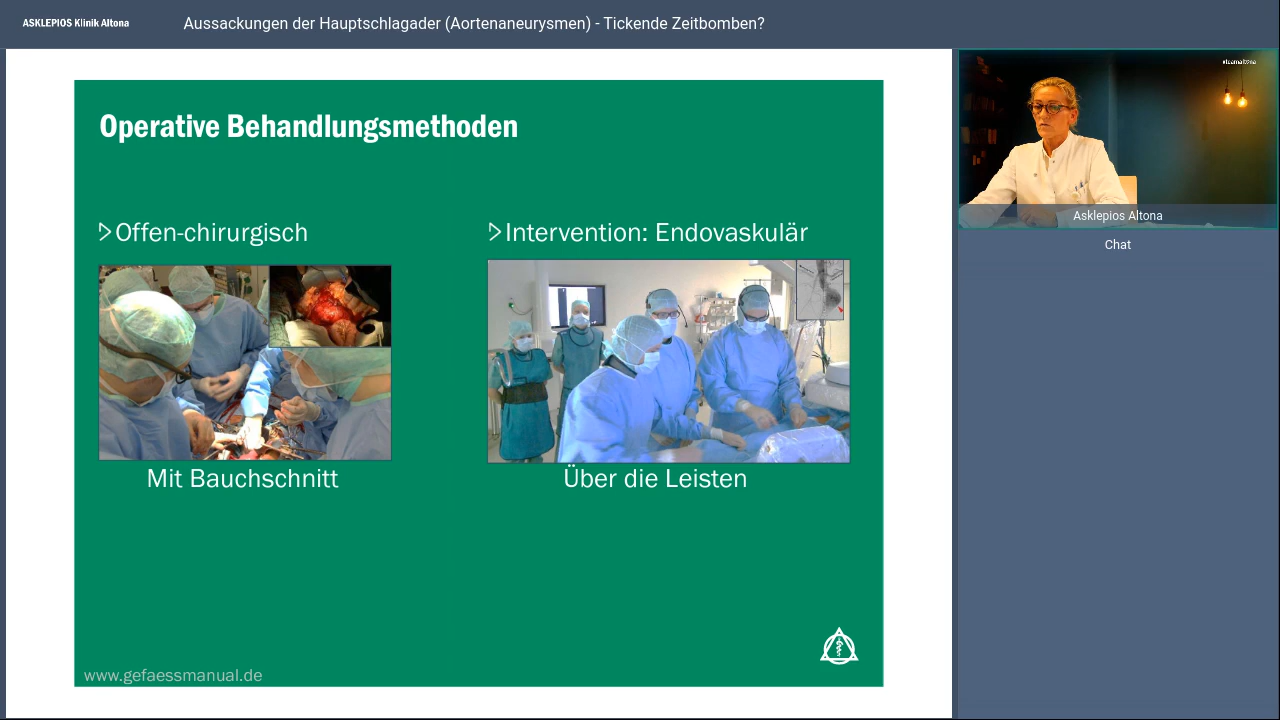 ASKLEPIOS Klinik Altona
Aussackungen der Hauptschlagader (Aortenaneurysmen) - Tickende Zeitbomben?
Operative Behandlungsmethoden
Offen-chirurgisch
Intervention: Endovaskulär
Mit Bauchschnitt
Über die Leisten
www.gefaessmanual.de
#teamaltona
Asklepios Altona
Chat